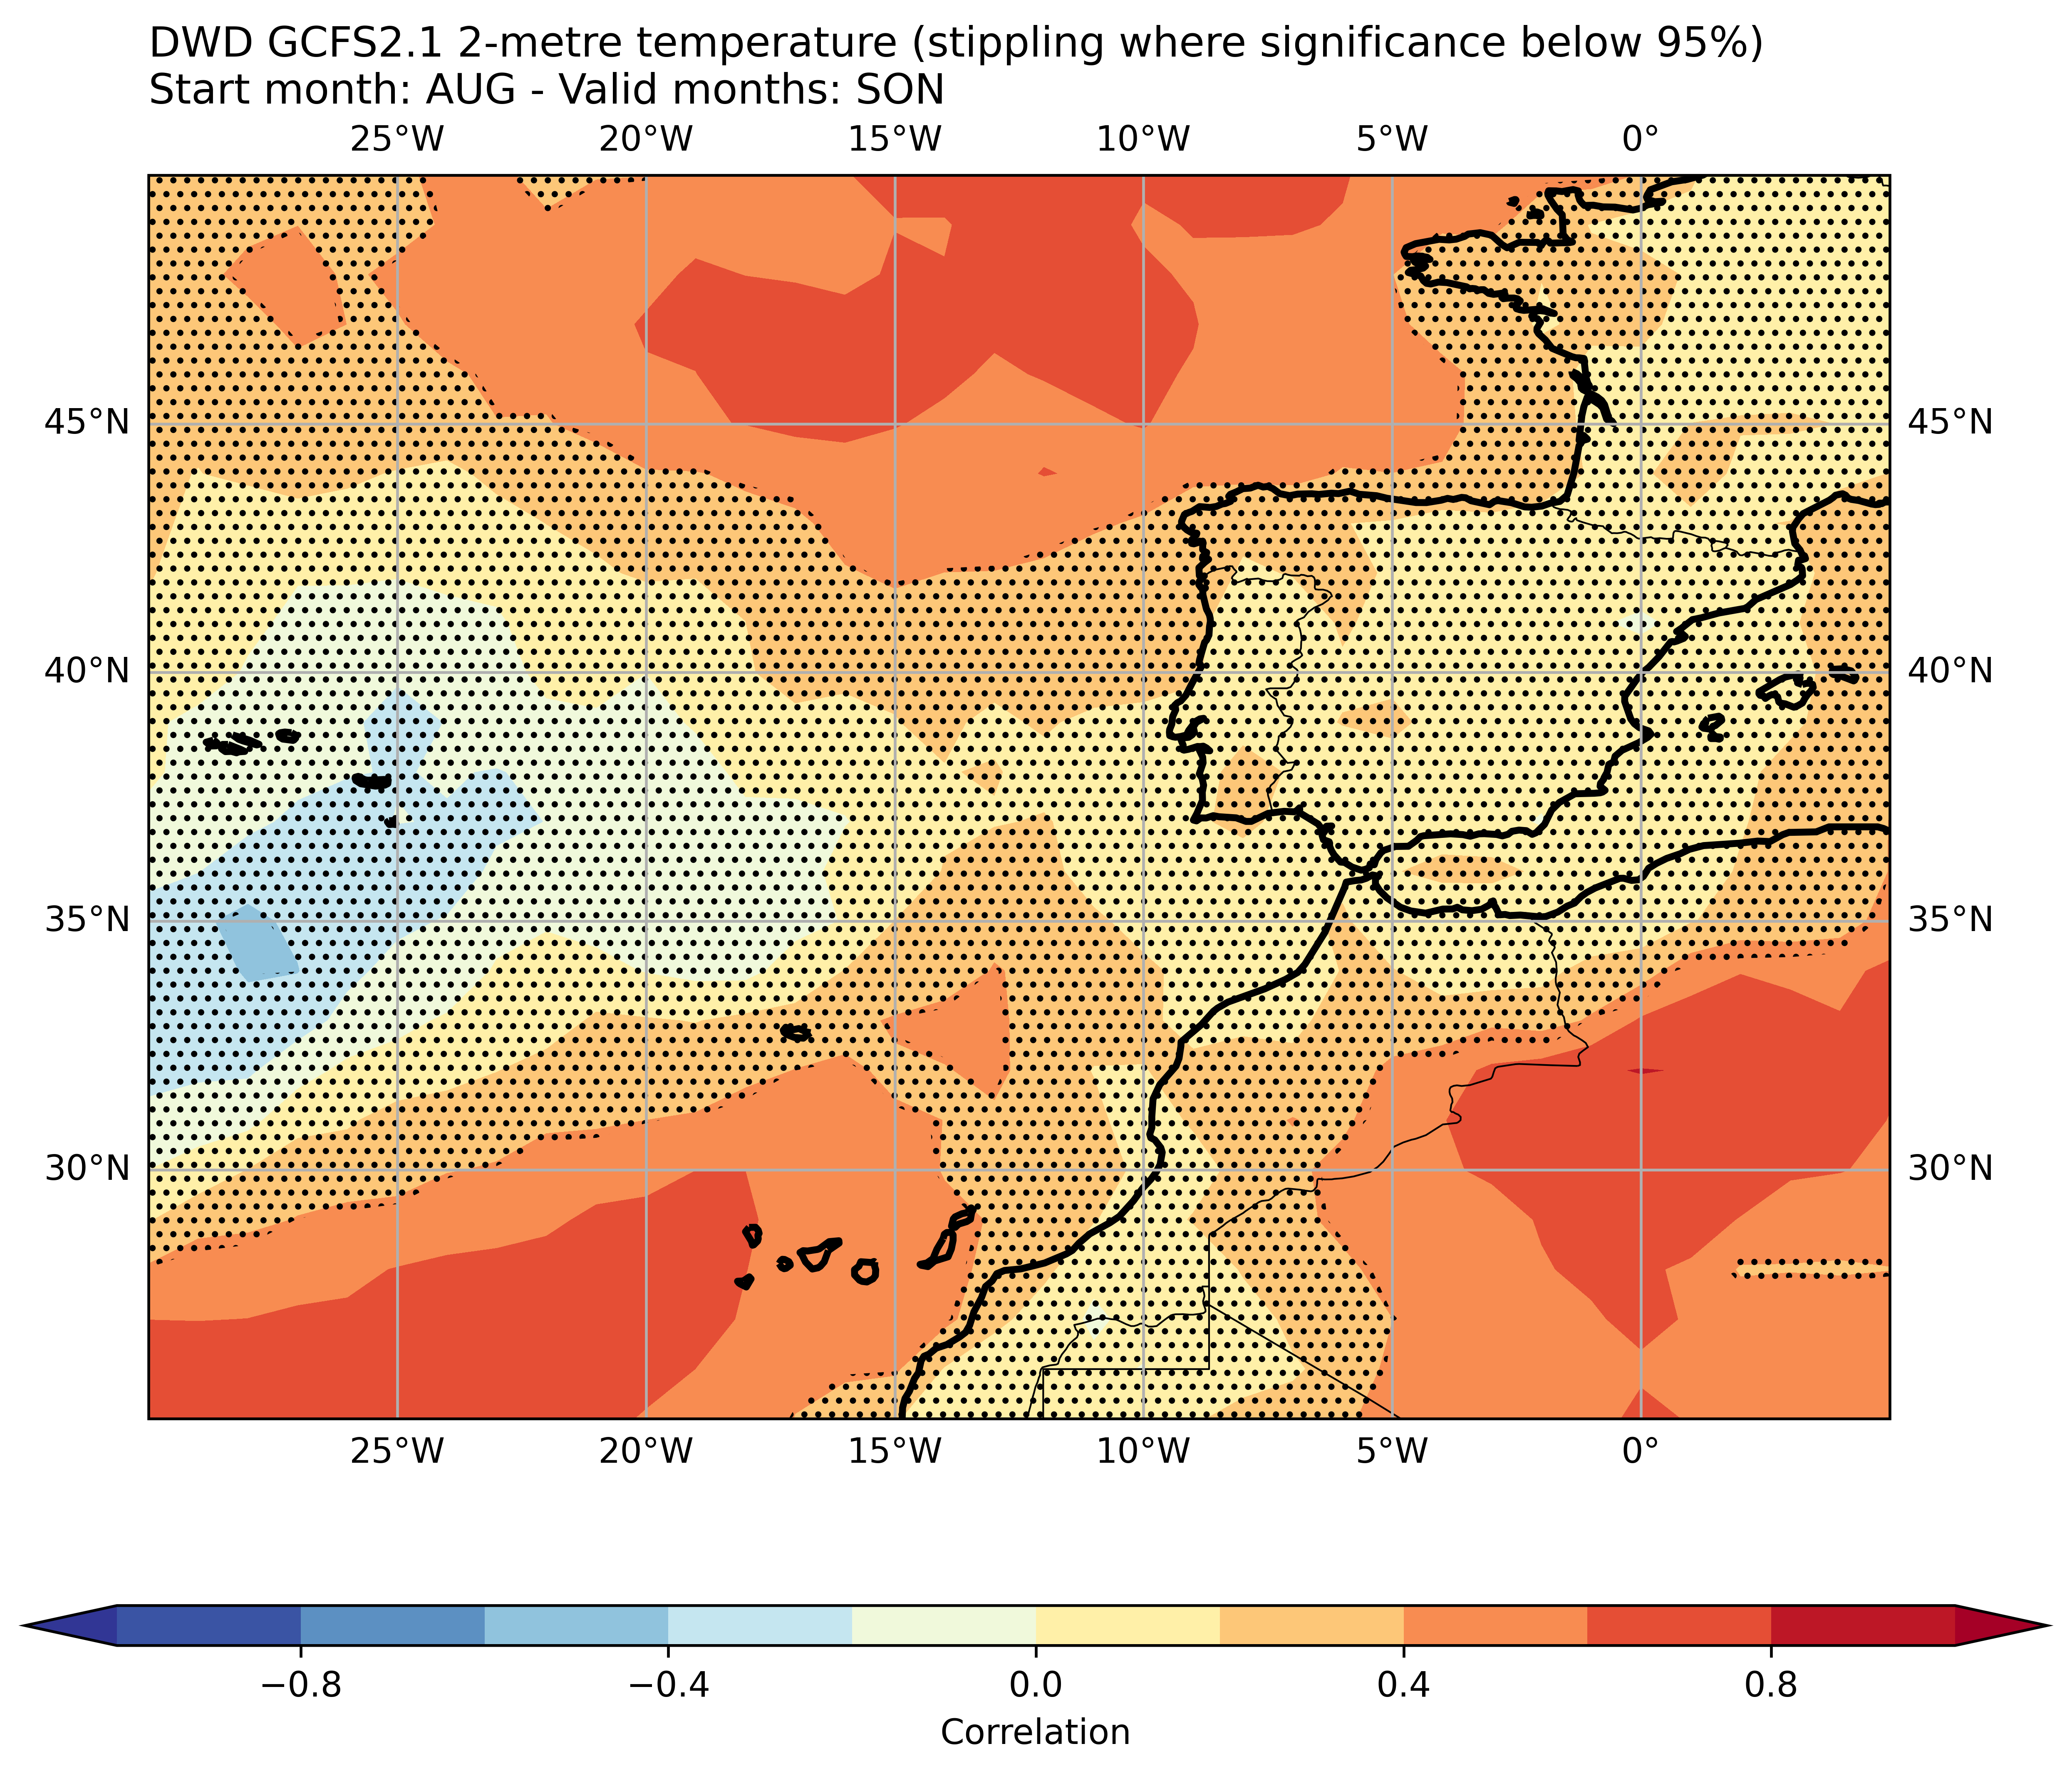 DWD GCFS2.1 2-metre temperature (stippling where significance below 95%)
Start month: AUG - Valid months: SON
25°W 20°W 15°W 10°W 5°W 0°
45°N 45°N
40°N 40°N
35°N 35°N
30°N 30°N
25°W 20°W 15°W 10°W 5°W 0°
−0.8 −0.4 0.0 0.4 0.8
Correlation